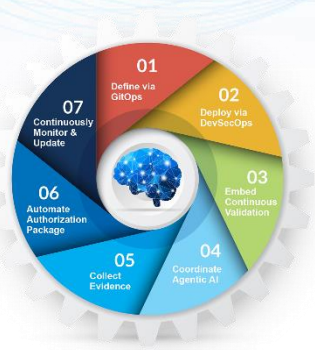 01
Define via
GitOps
02
Deploy via
DevSecOps
03
Embed
Continuous
Validation
04
Coordinate
Agentic AI
05
Collect
Evidence
06
Automate
Authorization
Package
07
Continuously
Monitor &
Update